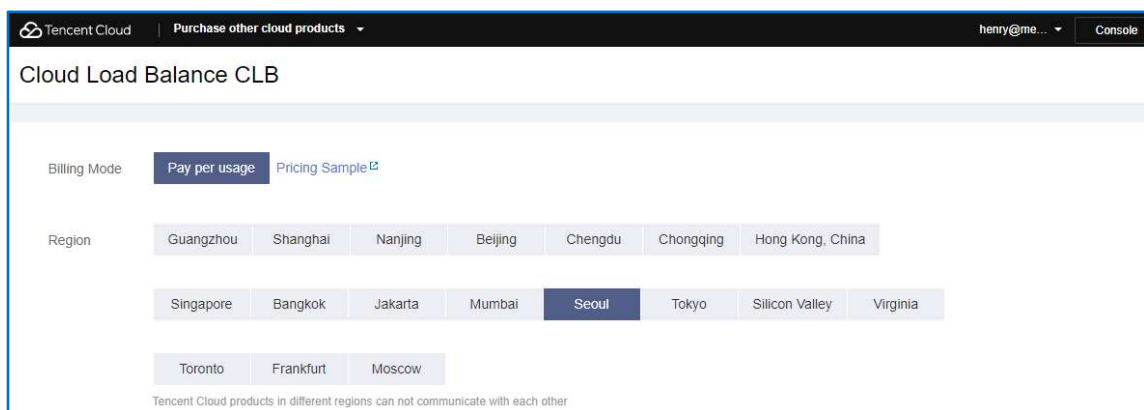 Tencent Cloud | Purchase other cloud products henry@me... Console
Cloud Load Balance CLB
Billing Mode Pay per usage Pricing Sample
Region Guangzhou Shanghai Nanjing Beijing Chengdu Chongqing Hong Kong, China
Singapore Bangkok Jakarta Mumbai Seoul Tokyo Silicon Valley Virginia
Toronto Frankfurt Moscow
Tencent Cloud products in different regions can not communicate with each other